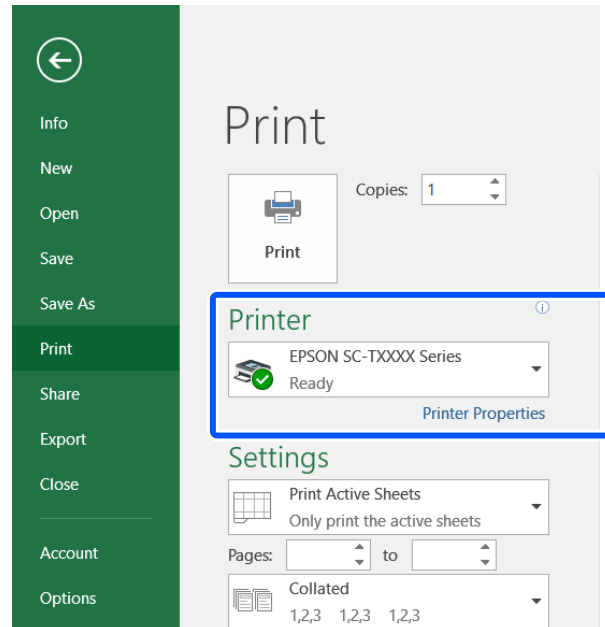 Info
New
Open
Save
Save As
Print
Share
Export
Close
Account
Options
Print
Copies: 1
Print
Printer
EPSON SC-TXXXX Series
Ready
Printer Properties
Settings
Print Active Sheets
Only print the active sheets
Pages: to
Collated
1,2,3 1,2,3 1,2,3